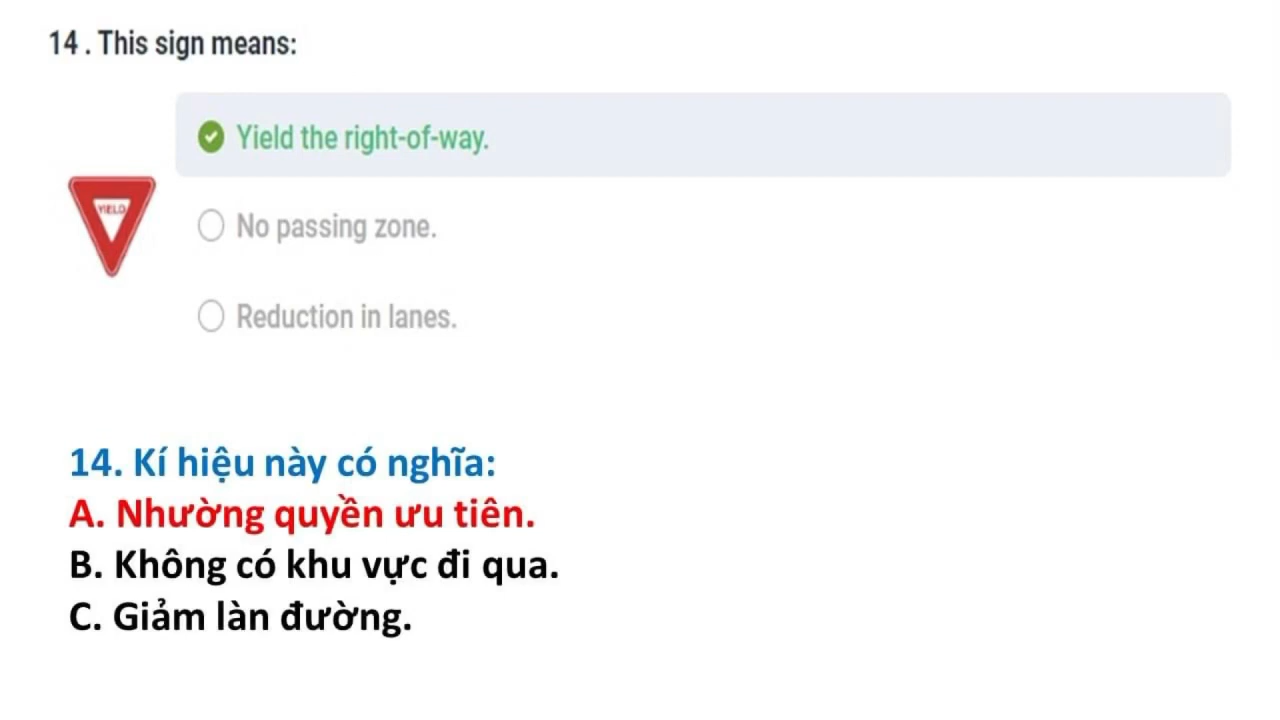 14 . This sign means:
Yield the right-of-way.
YIELD
No passing zone.
Reduction in lanes.
14. Kí hiệu này có nghĩa:
A. Nhường quyền ưu tiên.
B. Không có khu vực đi qua.
C. Giảm làn đường.